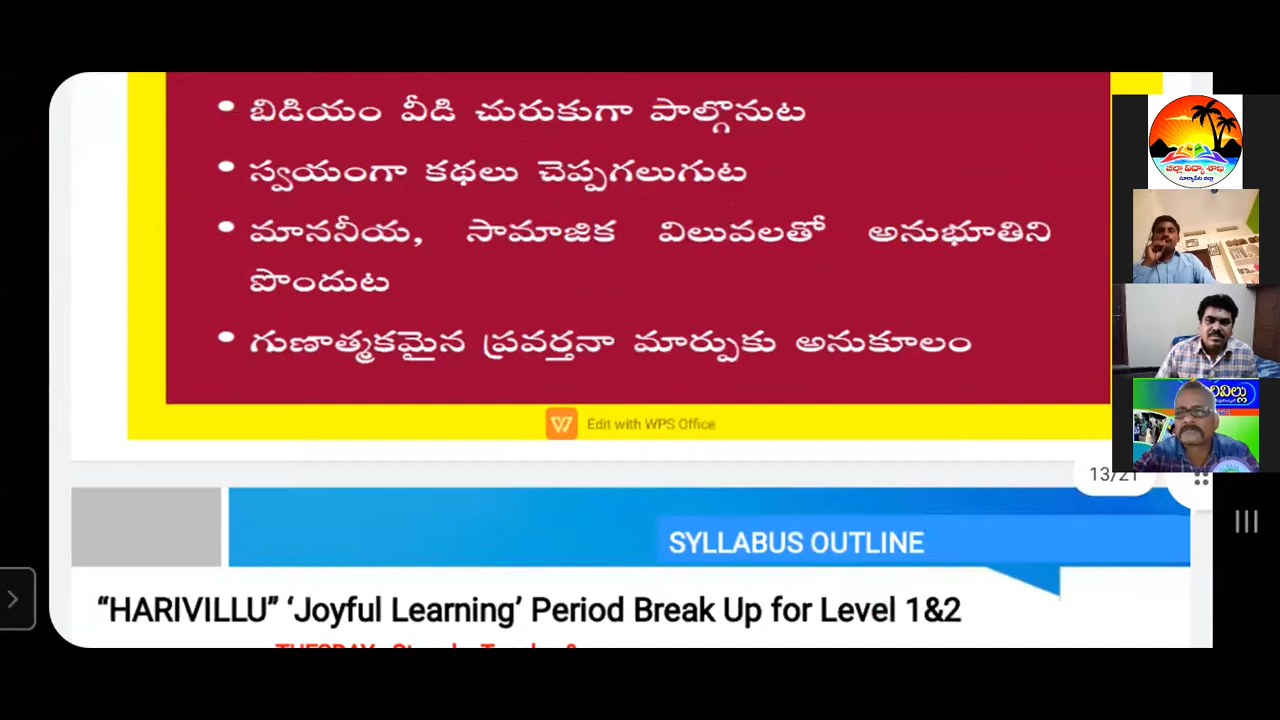 • బిడియం వీడి చురుకుగా పాల్గొనుట
• స్వయంగా కథలు చెప్పగలుగుట
• మాననీయ, సామాజిక విలువలతో అనుభూతిని
పొందుట
• గుణాత్మకమైన ప్రవర్తనా మార్పుకు అనుకూలం
Edit with WPS Office
13/21
SYLLABUS OUTLINE
“HARIVILLU” ‘Joyful Learning’ Period Break Up for Level 1&2
జిల్లా విద్యా శాఖ
సూర్యాపేట జిల్లా